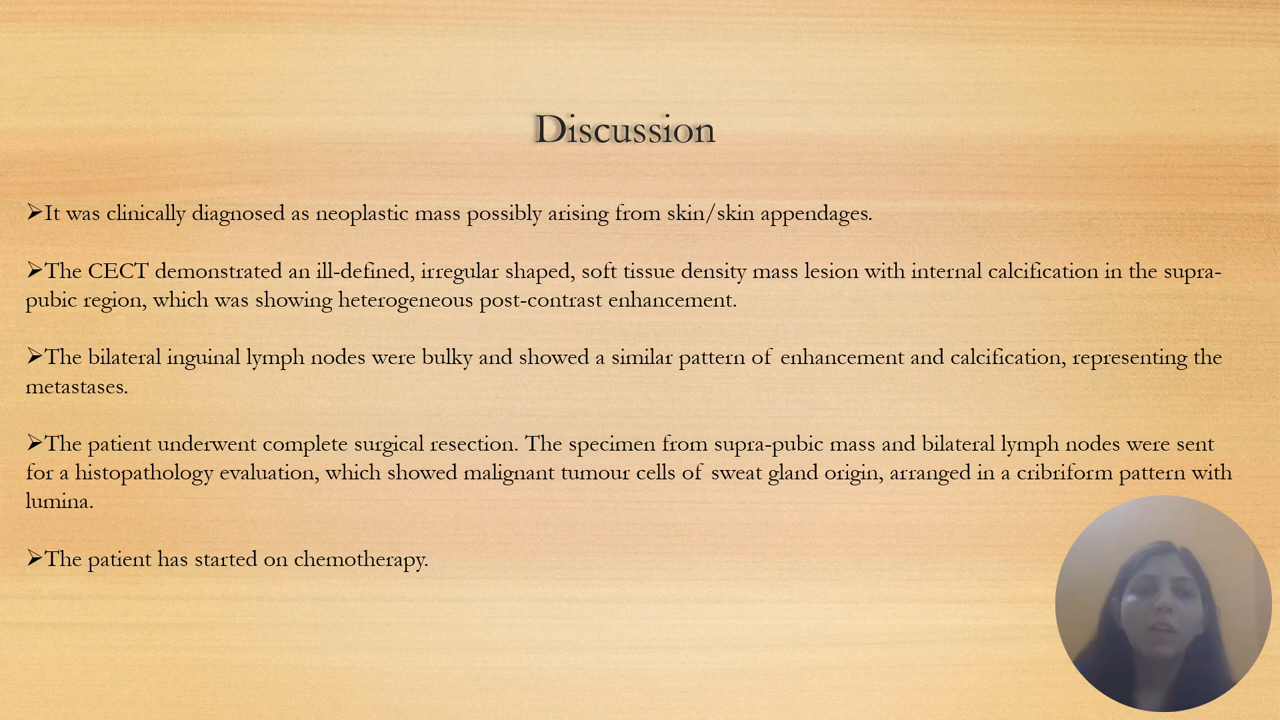 Discussion
➢It was clinically diagnosed as neoplastic mass possibly arising from skin/skin appendages.
➢The CECT demonstrated an ill-defined, irregular shaped, soft tissue density mass lesion with internal calcification in the supra-
pubic region, which was showing heterogeneous post-contrast enhancement.
➢The bilateral inguinal lymph nodes were bulky and showed a similar pattern of enhancement and calcification, representing the
metastases.
➢The patient underwent complete surgical resection. The specimen from supra-pubic mass and bilateral lymph nodes were sent
for a histopathology evaluation, which showed malignant tumour cells of sweat gland origin, arranged in a cribriform pattern with
lumina.
➢The patient has started on chemotherapy.